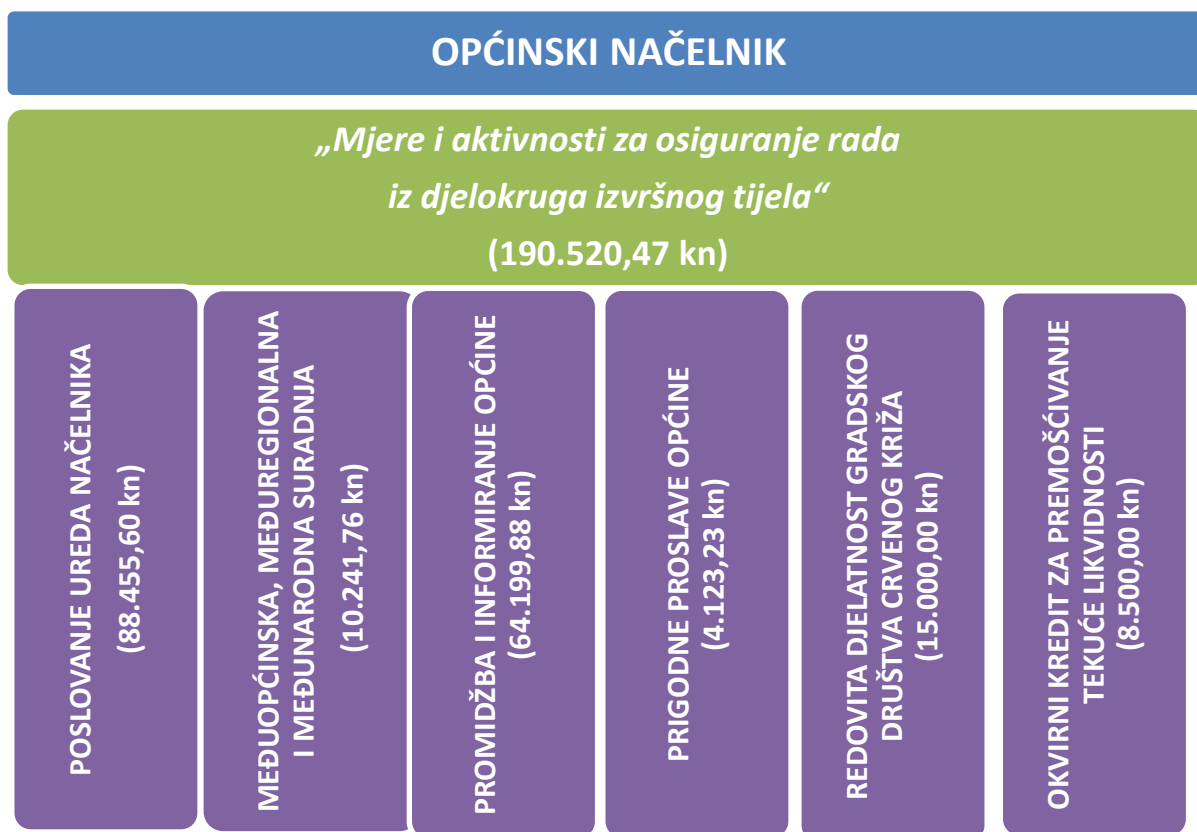 OPĆINSKI NAČELNIK
„Mjere i aktivnosti za osiguranje rada
iz djelokruga izvršnog tijela“
(190.520,47 kn)
POSLOVANJE UREDA NAČELNIKA
(88.455,60 kn)
MEĐUOPĆINSKA, MEĐUREGIONALNA
I MEĐUNARODNA SURADNJA
(10.241,76 kn)
PROMIDŽBA I INFORMIRANJE OPĆINE
(64.199,88 kn)
PRIGODNE PROSLAVE OPĆINE
(4.123,23 kn)
REDOVITA DJELATNOST GRADSKOG
DRUŠTVA CRVENOG KRIŽA
(15.000,00 kn)
OKVIRNI KREDIT ZA PREMOŠĆIVANJE
TEKUĆE LIKVIDNOSTI
(8.500,00 kn)